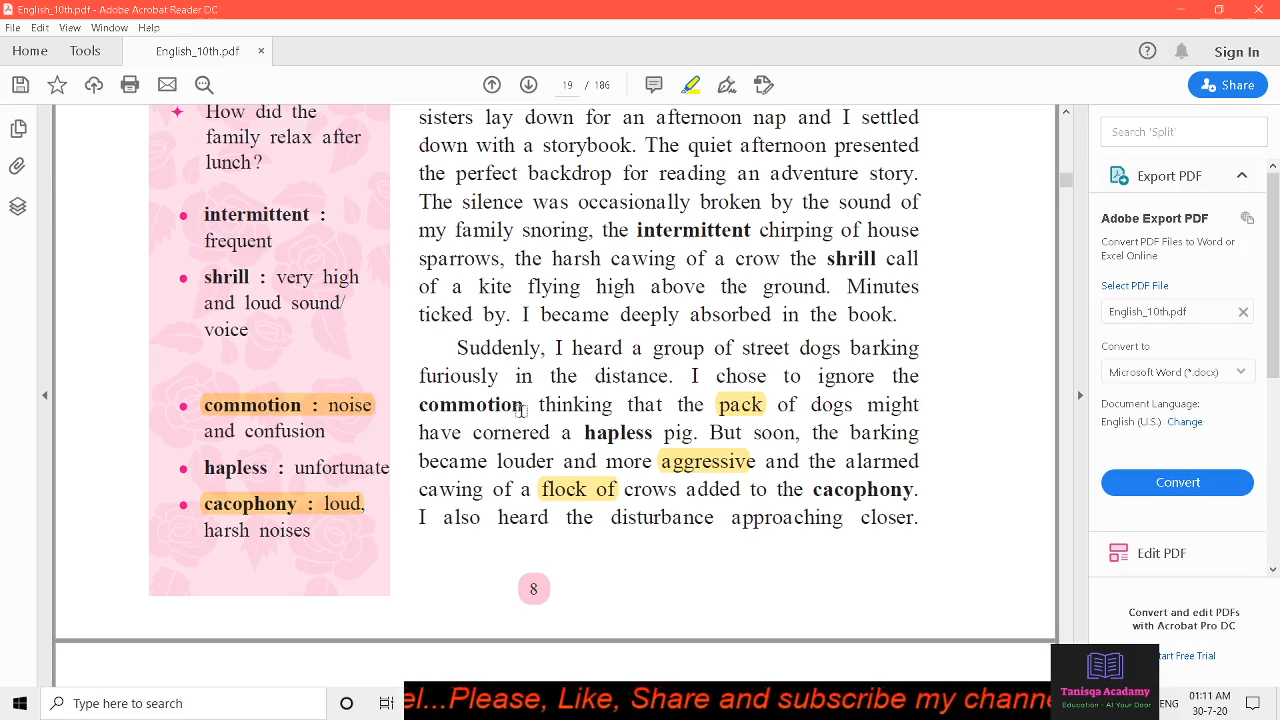 English_10th.pdf - Adobe Acrobat Reader DC
File Edit View Window Help
Home Tools English_10th.pdf × Sign In
19 / 186 Share
How did the
family relax after
lunch?
intermittent :
frequent
shrill : very high
and loud sound/
voice
commotion : noise
and confusion
hapless : unfortunate
cacophony : loud,
harsh noises
sisters lay down for an afternoon nap and I settled
down with a storybook. The quiet afternoon presented
the perfect backdrop for reading an adventure story.
The silence was occasionally broken by the sound of
my family snoring, the intermittent chirping of house
sparrows, the harsh cawing of a crow the shrill call
of a kite flying high above the ground. Minutes
ticked by. I became deeply absorbed in the book.
Suddenly, I heard a group of street dogs barking
furiously in the distance. I chose to ignore the
commotion thinking that the pack of dogs might
have cornered a hapless pig. But soon, the barking
became louder and more aggressive and the alarmed
cawing of a flock of crows added to the cacophony.
I also heard the disturbance approaching closer.
8
Search 'Split'
Export PDF
Adobe Export PDF
Convert PDF Files to Word or
Excel Online
Select PDF File
English_10th.pdf
Convert to
Microsoft Word (*.docx)
Document Language:
English (U.S.) Change
Convert
Edit PDF
Convert and edit PDFs
with Acrobat Pro DC
Start Free Trial
Tanisqa Acadamy
Education - At Your Door
Type here to search
el...Please, Like, Share and subscribe my channe
ENG
01:11 AM
30-7-20